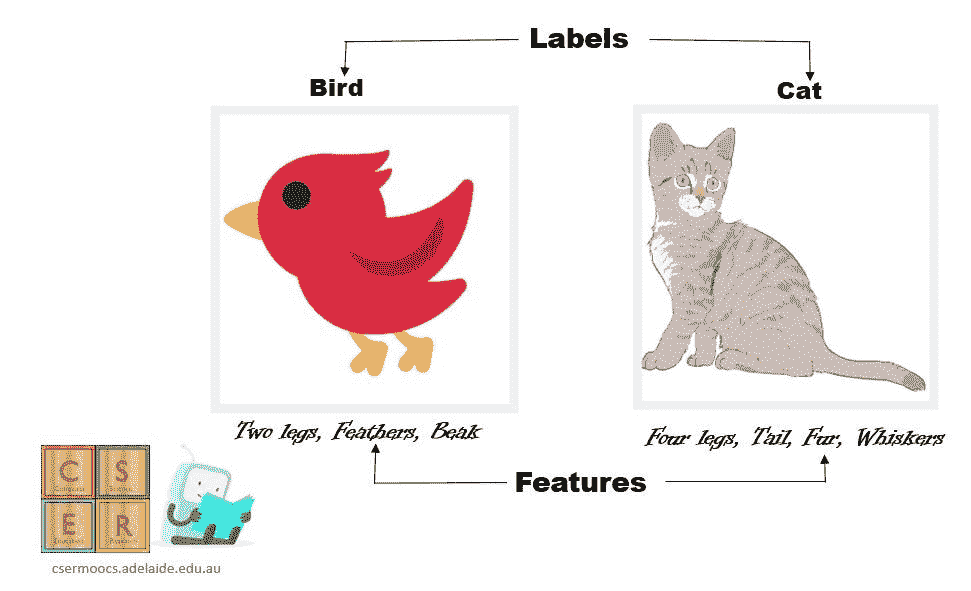 Labels
Bird
Cat
Two legs, Feathers, Beak
Four legs, Tail, Fur, Whiskers
Features
C S
E R
csermoocs.adelaide.edu.au